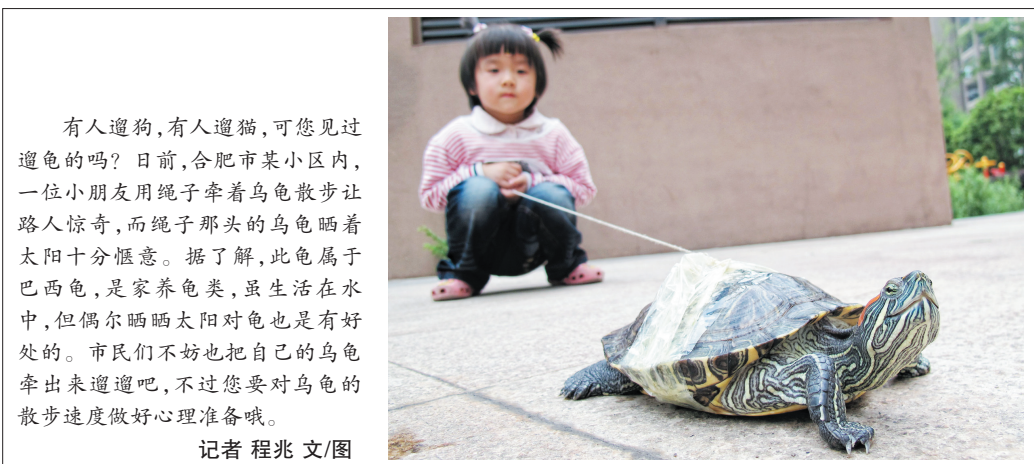 有人遛狗,有人遛猫,可您见过
遛龟的吗?日前,合肥市某小区内,
一位小朋友用绳子牵着乌龟散步让
路人惊奇,而绳子那头的乌龟晒着
太阳十分惬意。据了解,此龟属于
巴西龟,是家养龟类,虽生活在水
中,但偶尔晒晒太阳对龟也是有好
处的。市民们不妨也把自己的乌龟
牵出来遛遛吧,不过您要对乌龟的
散步速度做好心理准备哦。
记者 程兆 文/图